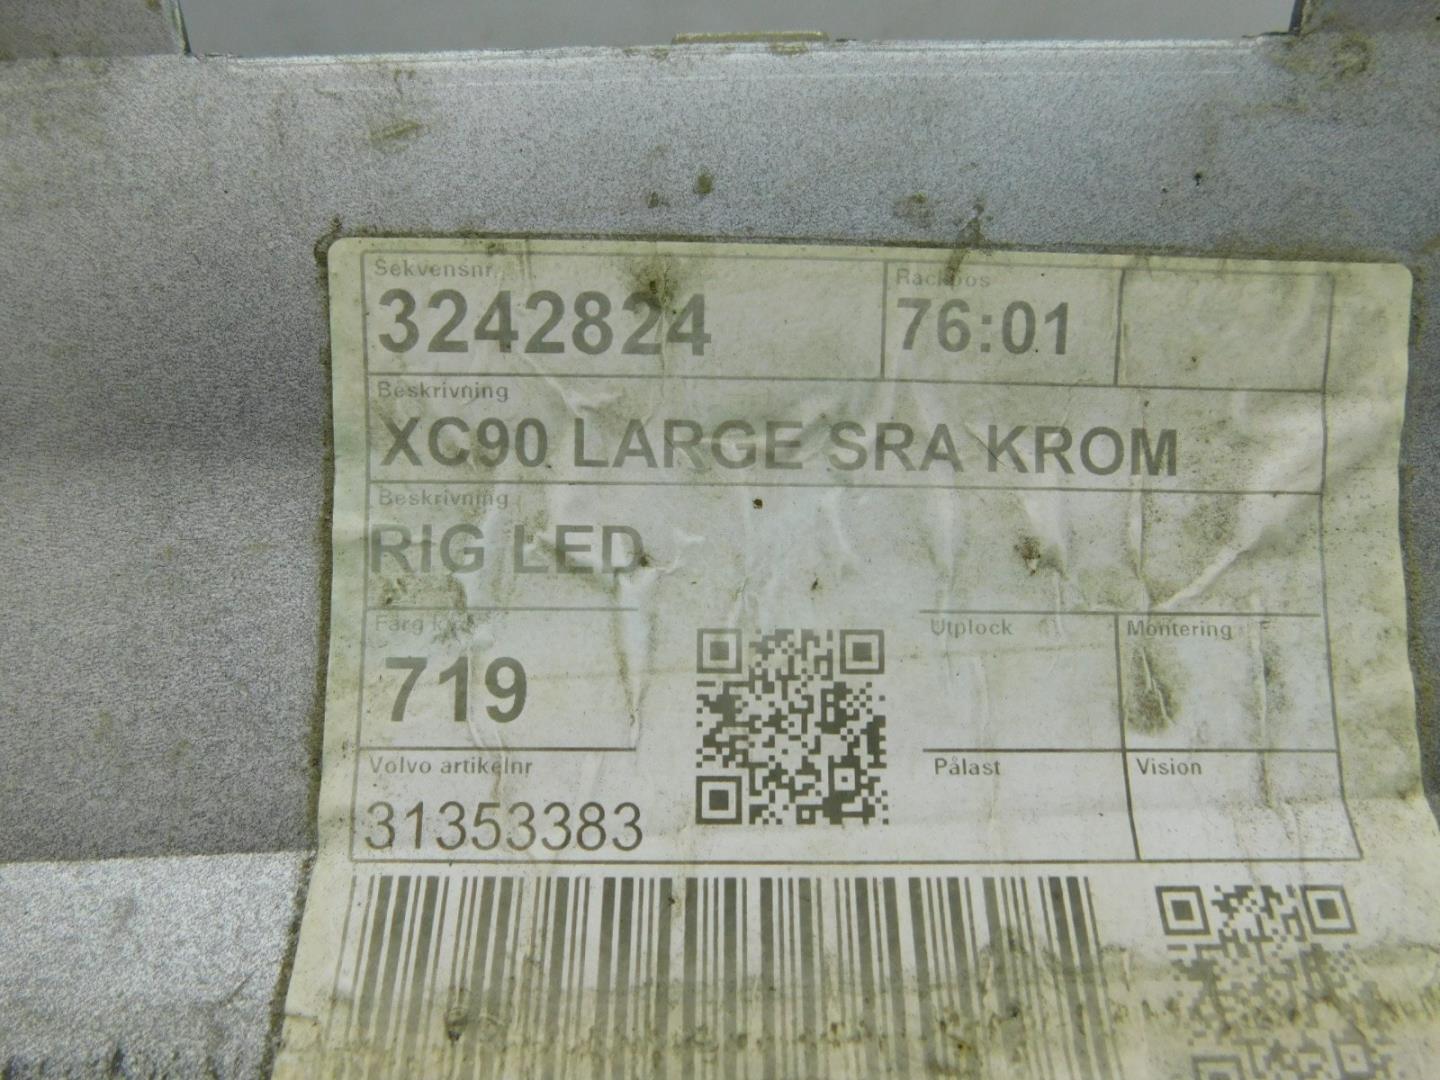 Sekvensnr
Rackpos
3242824
76:01
Beskrivning
XC90 LARGE SRA KROM
Beskrivning
RIG LED
Färg
Utplock
Montering
719
Volvo artikelnr
Pålast
Vision
31353383